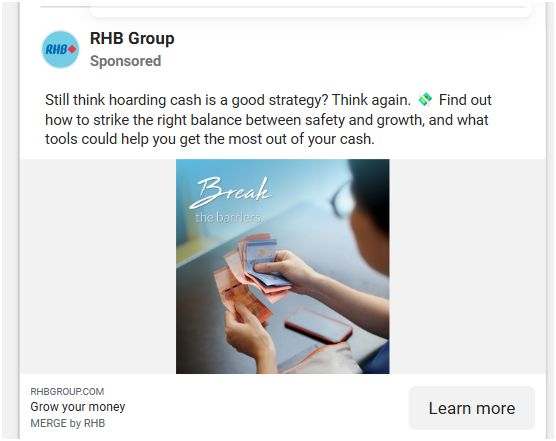 RHB
RHB Group
Sponsored
Still think hoarding cash is a good strategy? Think again. 💸 Find out
how to strike the right balance between safety and growth, and what
tools could help you get the most out of your cash.
Break
the barriers
RHBGROUP.COM
Grow your money
MERGE by RHB
Learn more